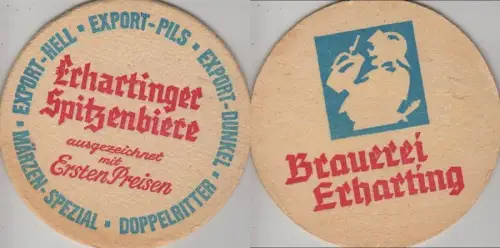 EXPORT-HELL • EXPORT-PILS • EXPORT-DUNKEL • DOPPELRITTER • MÄRZEN-SPEZIAL •
Erhartinger
Spitzenbiere
ausgezeichnet
mit
Ersten Preisen
Brauerei
Erharting